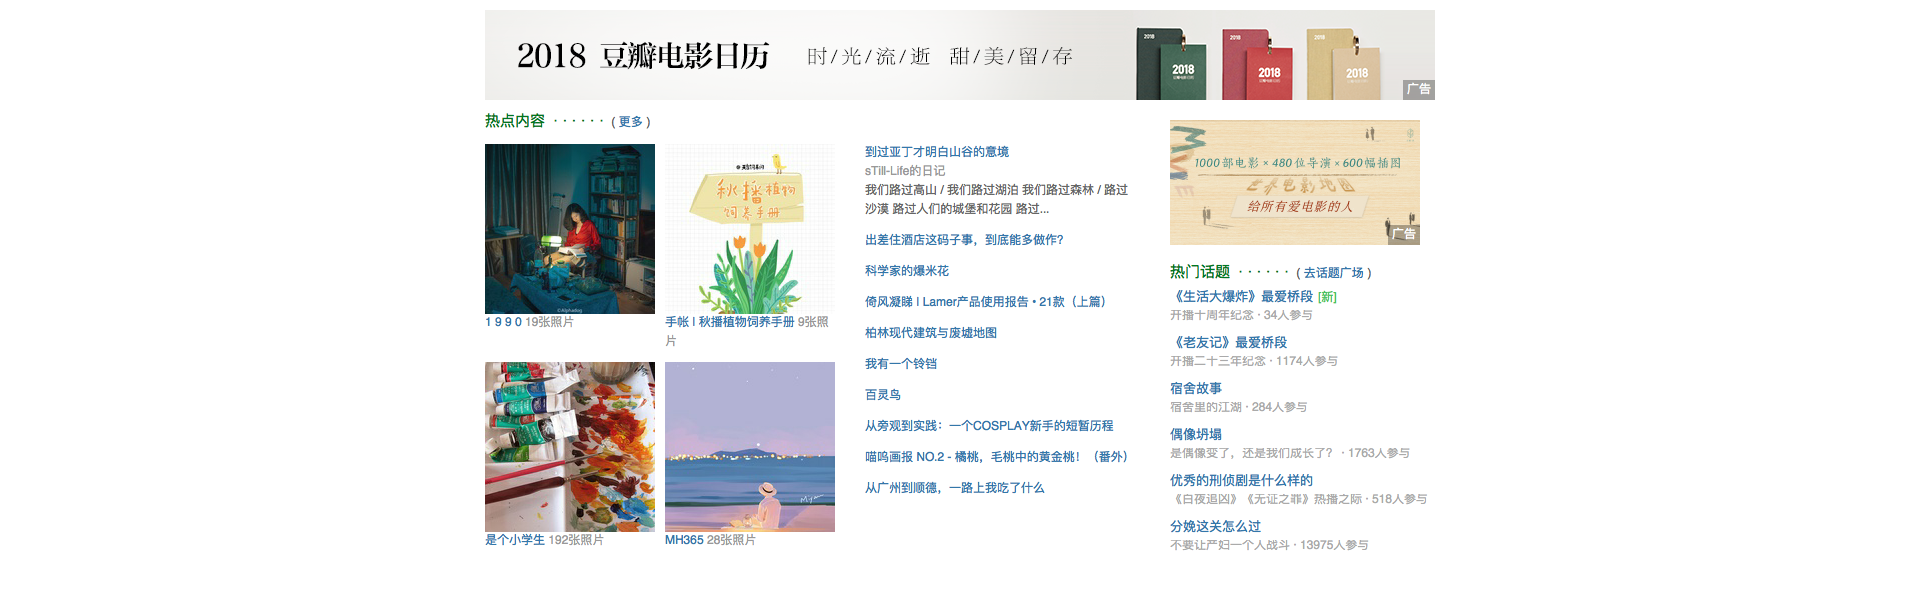 2018 豆瓣电影日历 时/光/流/逝 甜/美/留/存
2018
2018
2018
2018
2018
2018
广告
热点内容 · · · · · · ( 更多 )
秋播植物
饲养手册
1 9 9 0 19张照片
手帐 | 秋播植物饲养手册 9张照
片
是个小学生 192张照片
MH365 28张照片
到过亚丁才明白山谷的意境
sTill-Life的日记
我们路过高山 / 我们路过湖泊 我们路过森林 / 路过
沙漠 路过人们的城堡和花园 路过...
出差住酒店这码子事，到底能多做作?
科学家的爆米花
倚风凝睇 | Lamer产品使用报告 • 21款（上篇）
柏林现代建筑与废墟地图
我有一个铃铛
百灵鸟
从旁观到实践：一个COSPLAY新手的短暂历程
喵呜画报 NO.2 - 橘桃，毛桃中的黄金桃！（番外）
从广州到顺德，一路上我吃了什么
1000部电影×480位导演×600幅插图
世界电影地图
给所有爱电影的人
广告
热门话题 · · · · · · ( 去话题广场 )
《生活大爆炸》最爱桥段 [新]
开播十周年纪念 · 34人参与
《老友记》最爱桥段
开播二十三年纪念 · 1174人参与
宿舍故事
宿舍里的江湖 · 284人参与
偶像坍塌
是偶像变了，还是我们成长了？ · 1763人参与
优秀的刑侦剧是什么样的
《白夜追凶》《无证之罪》热播之际 · 518人参与
分娩这关怎么过
不要让产妇一个人战斗 · 13975人参与